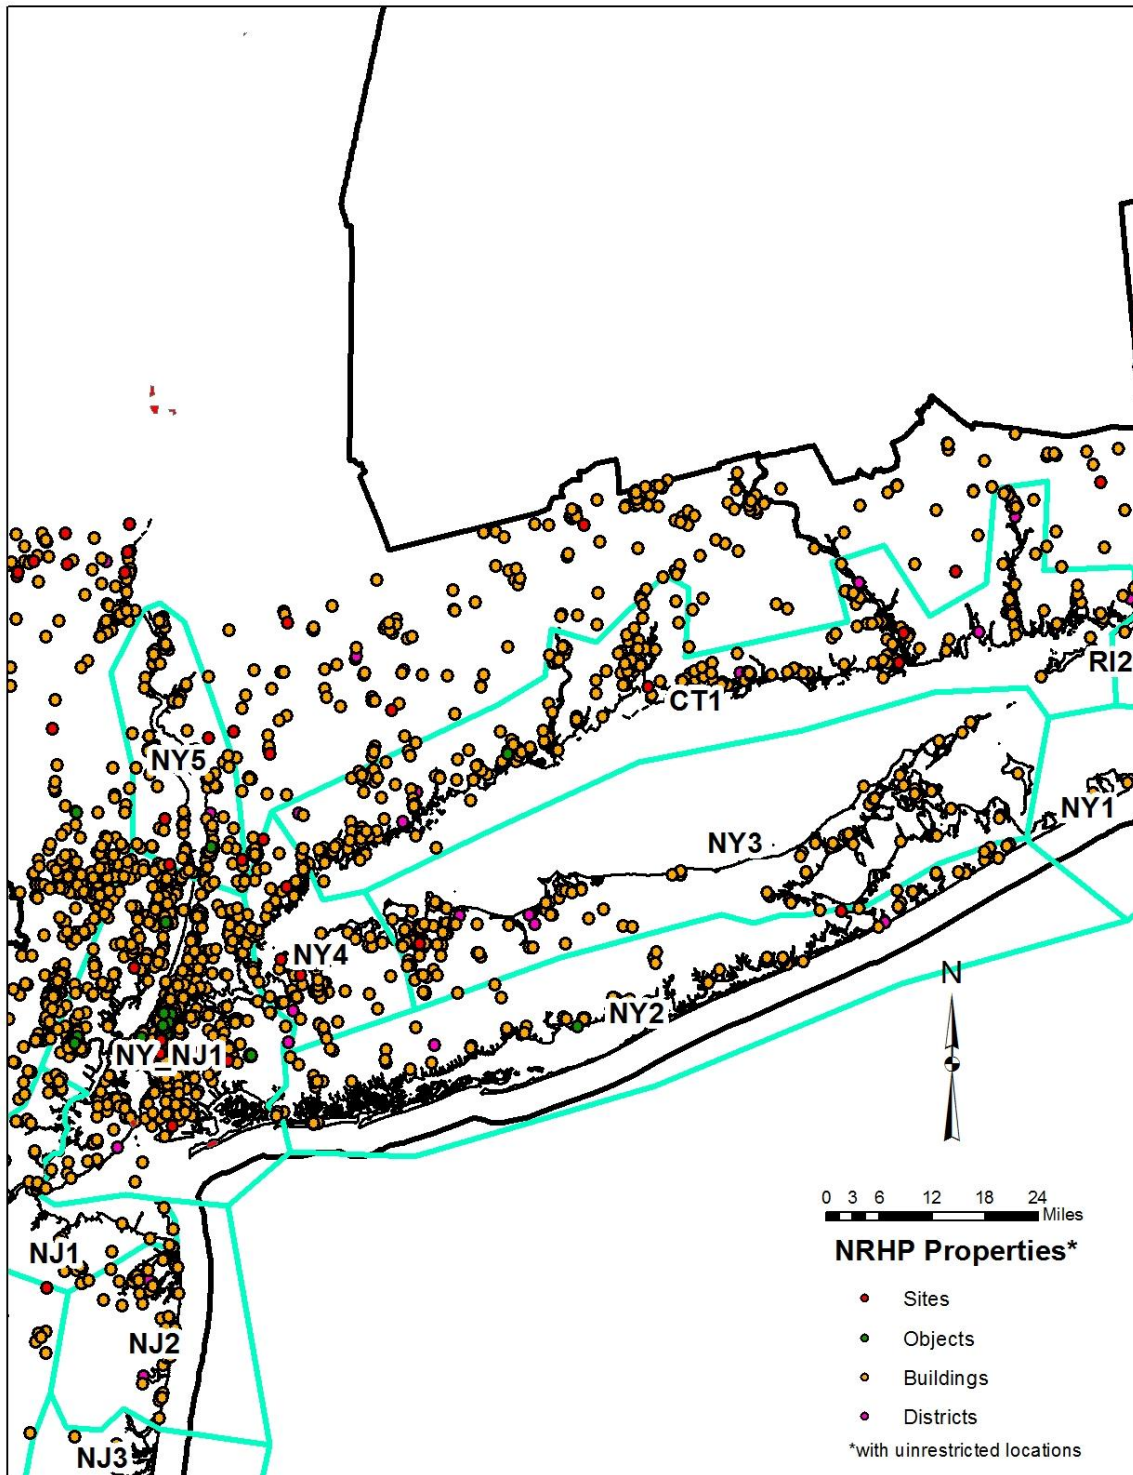 RI2
CT1
NY5
NY1
NY3
NY4
NY2
N
NY_NJ1
0 3 6 12 18 24
Miles
NJ1
NRHP Properties*
Sites
Objects
NJ2
Buildings
Districts
NJ3
*with uinrestricted locations